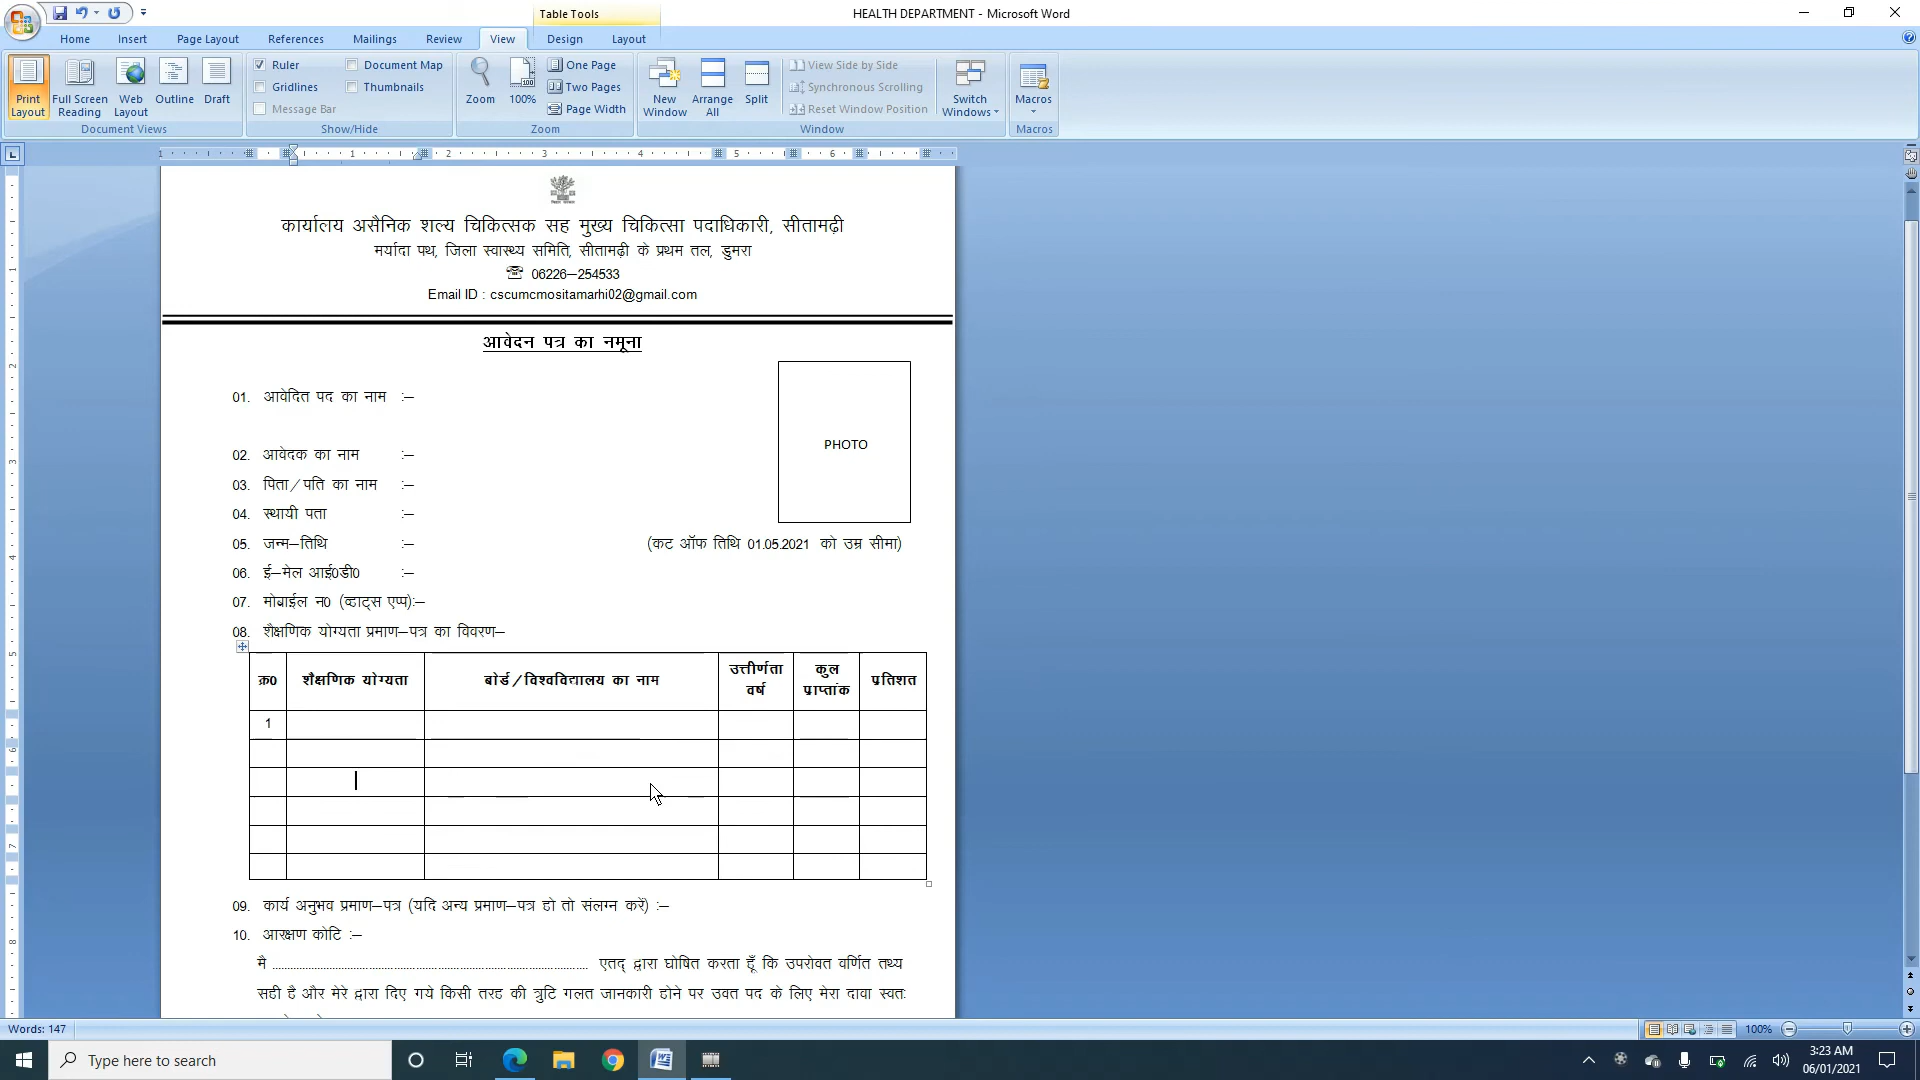 Table Tools
HEALTH DEPARTMENT - Microsoft Word
Home Insert Page Layout References Mailings Review View Design Layout
Print Layout
Full Screen Reading
Web Layout
Outline
Draft
Document Views
Ruler
Gridlines
Message Bar
Document Map
Thumbnails
Show/Hide
Zoom
100%
One Page
Two Pages
Page Width
Zoom
New Window
Arrange All
Split
View Side by Side
Synchronous Scrolling
Reset Window Position
Window
Switch Windows
Macros
Macros
1 1 2 3 4 5 6
कार्यालय असैनिक शल्य चिकित्सक सह मुख्य चिकित्सा पदाधिकारी, सीतामढ़ी
मर्यादा पथ, जिला स्वास्थ्य समिति, सीतामढ़ी के प्रथम तल, डुमरा
☏ 06226–254533
Email ID : cscumcmositamarhi02@gmail.com
आवेदन पत्र का नमूना
PHOTO
01. आवेदित पद का नाम :–
02. आवेदक का नाम :–
03. पिता/पति का नाम :–
04. स्थायी पता :–
05. जन्म–तिथि :– (कट ऑफ तिथि 01.05.2021 को उम्र सीमा)
06. ई–मेल आई0डी0 :–
07. मोबाईल न0 (व्हाट्स एप्प):–
08. शैक्षणिक योग्यता प्रमाण–पत्र का विवरण–
क्र0 शैक्षणिक योग्यता बोर्ड/विश्वविद्यालय का नाम उत्तीर्णता वर्ष कुल प्राप्तांक प्रतिशत
1
09. कार्य अनुभव प्रमाण–पत्र (यदि अन्य प्रमाण–पत्र हो तो संलग्न करें) :–
10. आरक्षण कोटि :–
मै ........................................ एतद् द्वारा घोषित करता हूँ कि उपरोक्त वर्णित तथ्य
सही है और मेरे द्वारा दिए गये किसी तरह की त्रुटि गलत जानकारी होने पर उक्त पद के लिए मेरा दावा स्वतः
Words: 147
100%
Type here to search
3:23 AM
06/01/2021